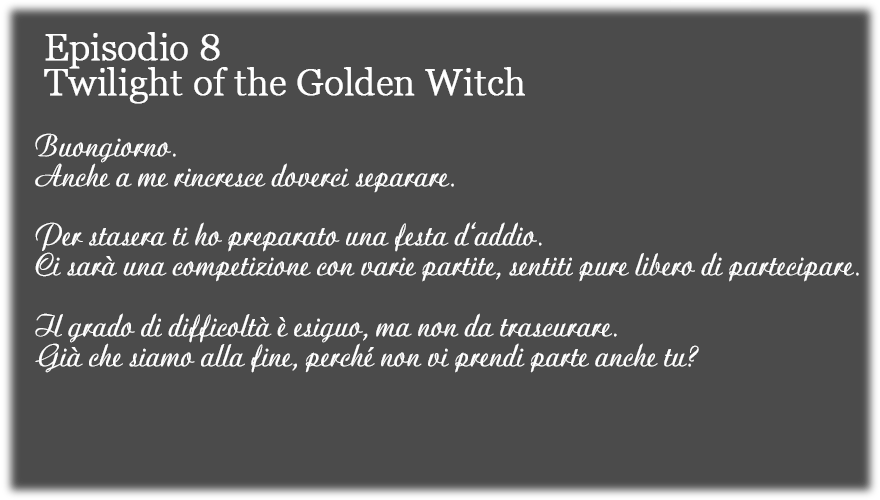 Episodio 8
Twilight of the Golden Witch
Buongiorno.
Anche a me rincresce doverci separare.
Per stasera ti ho preparato una festa d'addio.
Ci sarà una competizione con varie partite, sentiti pure libero di partecipare.
Il grado di difficoltà è esiguo, ma non da trascurare.
Già che siamo alla fine, perché non vi prendi parte anche tu?